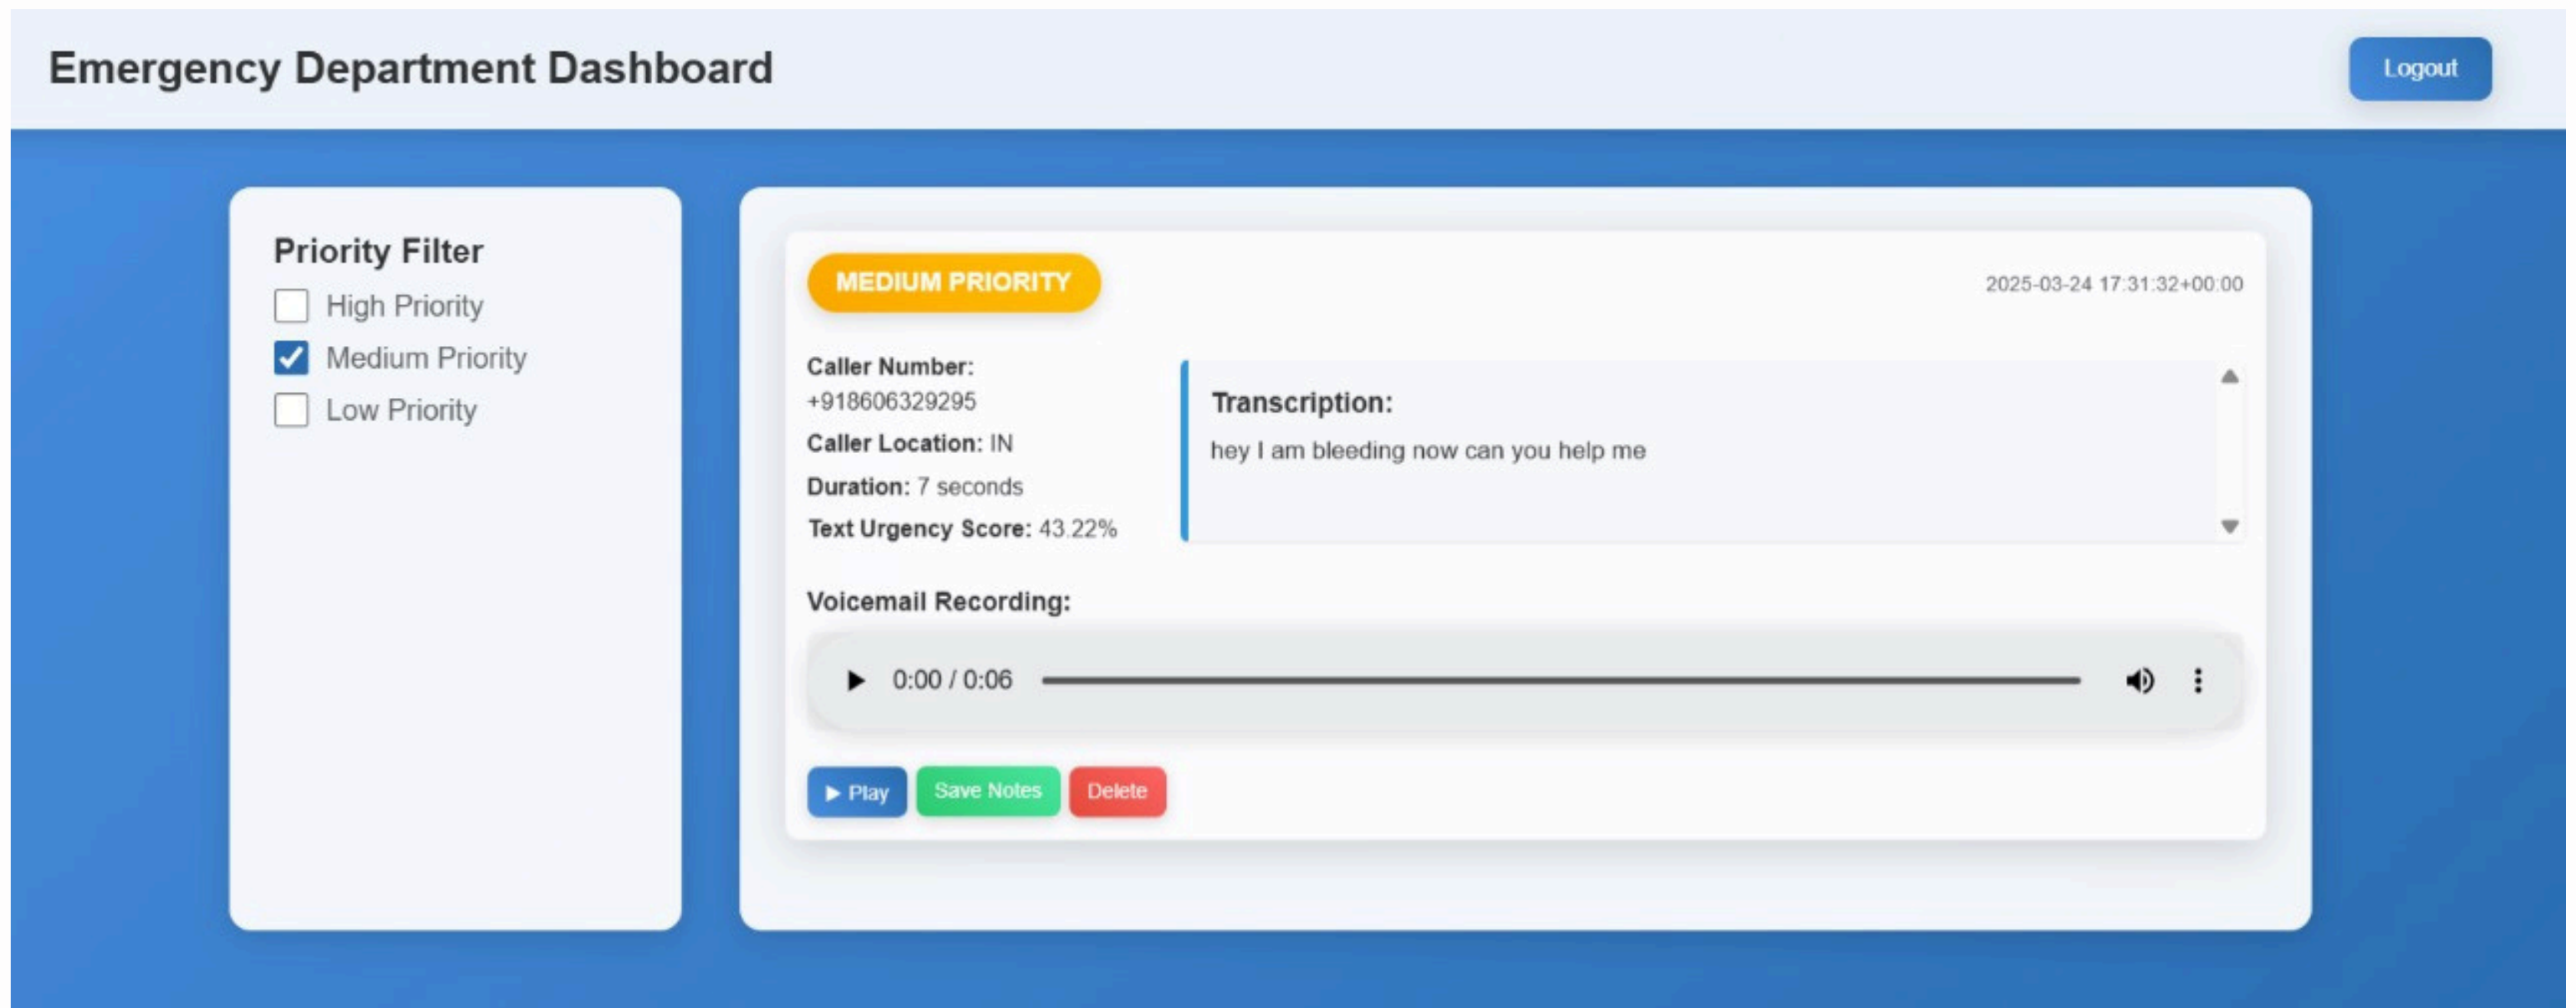 Emergency Department Dashboard
Logout
Priority Filter
High Priority
Medium Priority
Low Priority
MEDIUM PRIORITY
2025-03-24 17:31:32+00:00
Caller Number:
+918606329295
Caller Location: IN
Duration: 7 seconds
Text Urgency Score: 43.22%
Transcription:
hey I am bleeding now can you help me
Voicemail Recording:
0:00 / 0:06
Play
Save Notes
Delete